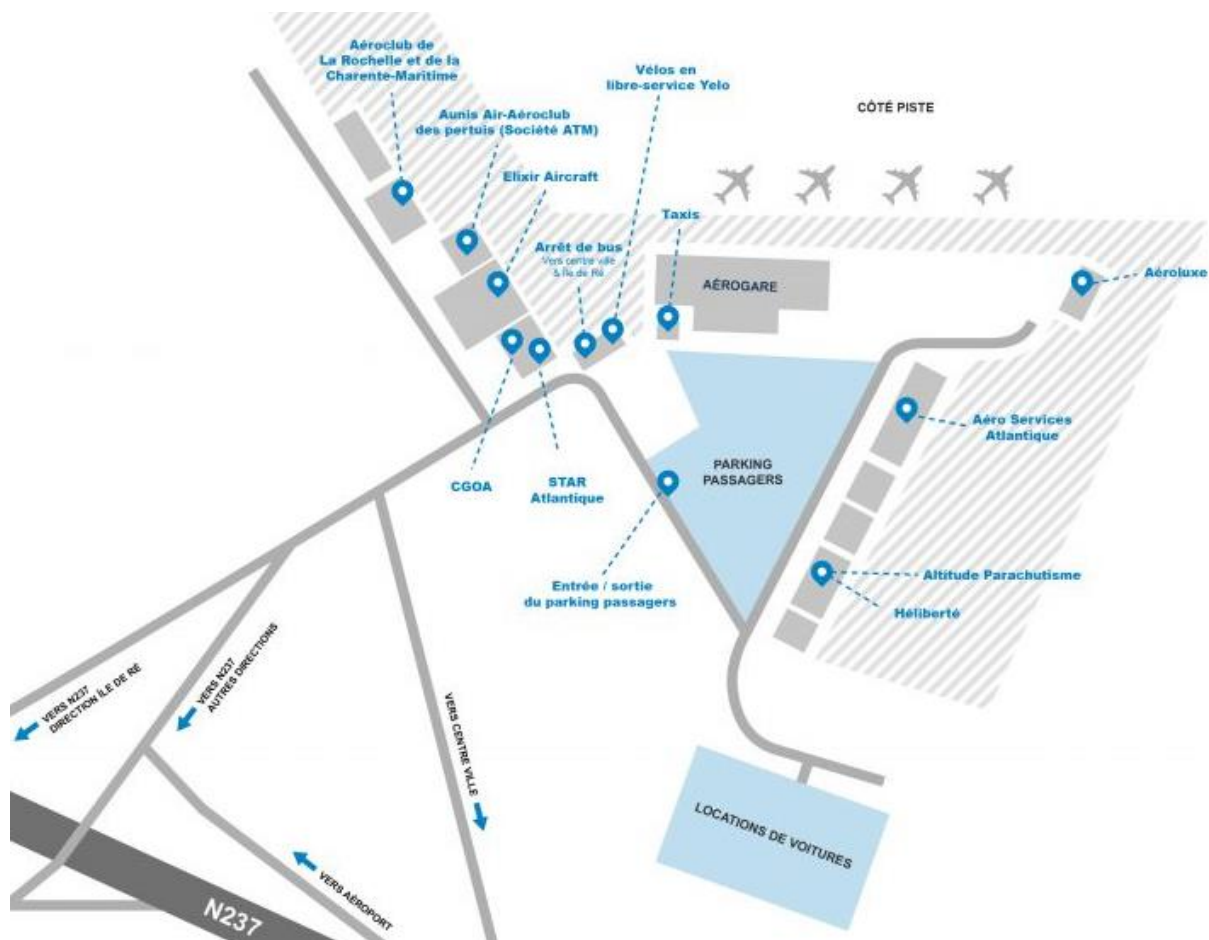 Aéroclub de
La Rochelle et de la
Charente-Maritime
Vélos en
libre-service Yelo
CÔTÉ PISTE
Aunis Air-Aéroclub
des pertuis (Société ATM)
Elixir Aircraft
Taxis
Arrêt de bus
Vers centre ville
& Ile de Ré
AÉROGARE
Aéroluxe
Aéro Services
Atlantique
PARKING
PASSAGERS
CGOA
STAR
Atlantique
Entrée / sortie
du parking passagers
Altitude Parachutisme
Héliberté
VERS N237
DIRECTION ÎLE DE RÉ
VERS N237
AUTRES DIRECTIONS
VERS CENTRE VILLE
LOCATIONS DE VOITURES
VERS AÉROPORT
N237